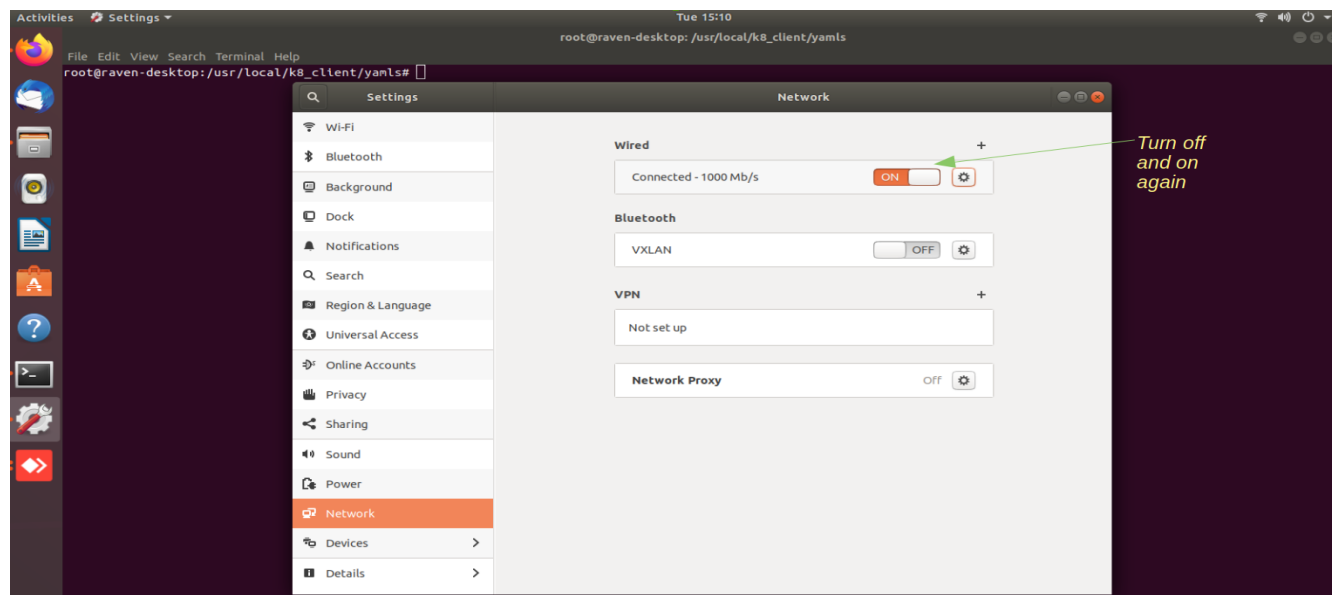 Activities Settings Tue 15:10
root@raven-desktop: /usr/local/k8_client/yamls
File Edit View Search Terminal Help
root@raven-desktop:/usr/local/k8_client/yamls#
Settings Network
Wi-Fi
Bluetooth
Background
Dock
Notifications
Search
Region & Language
Universal Access
Online Accounts
Privacy
Sharing
Sound
Power
Network
Devices
Details
Wired +
Connected - 1000 Mb/s ON
Bluetooth
VXLAN OFF
VPN +
Not set up
Network Proxy Off
Turn off
and on
again